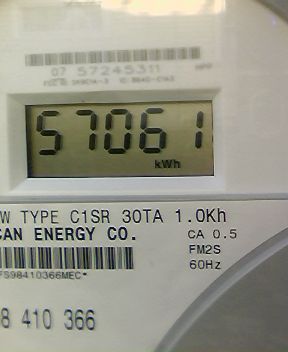 07 57245311
57061
kWh
W TYPE C1SR 30TA 1.0Kh
CAN ENERGY CO.
CA 0.5
FM2S
60Hz
FS98410366MEC*
8 410 366